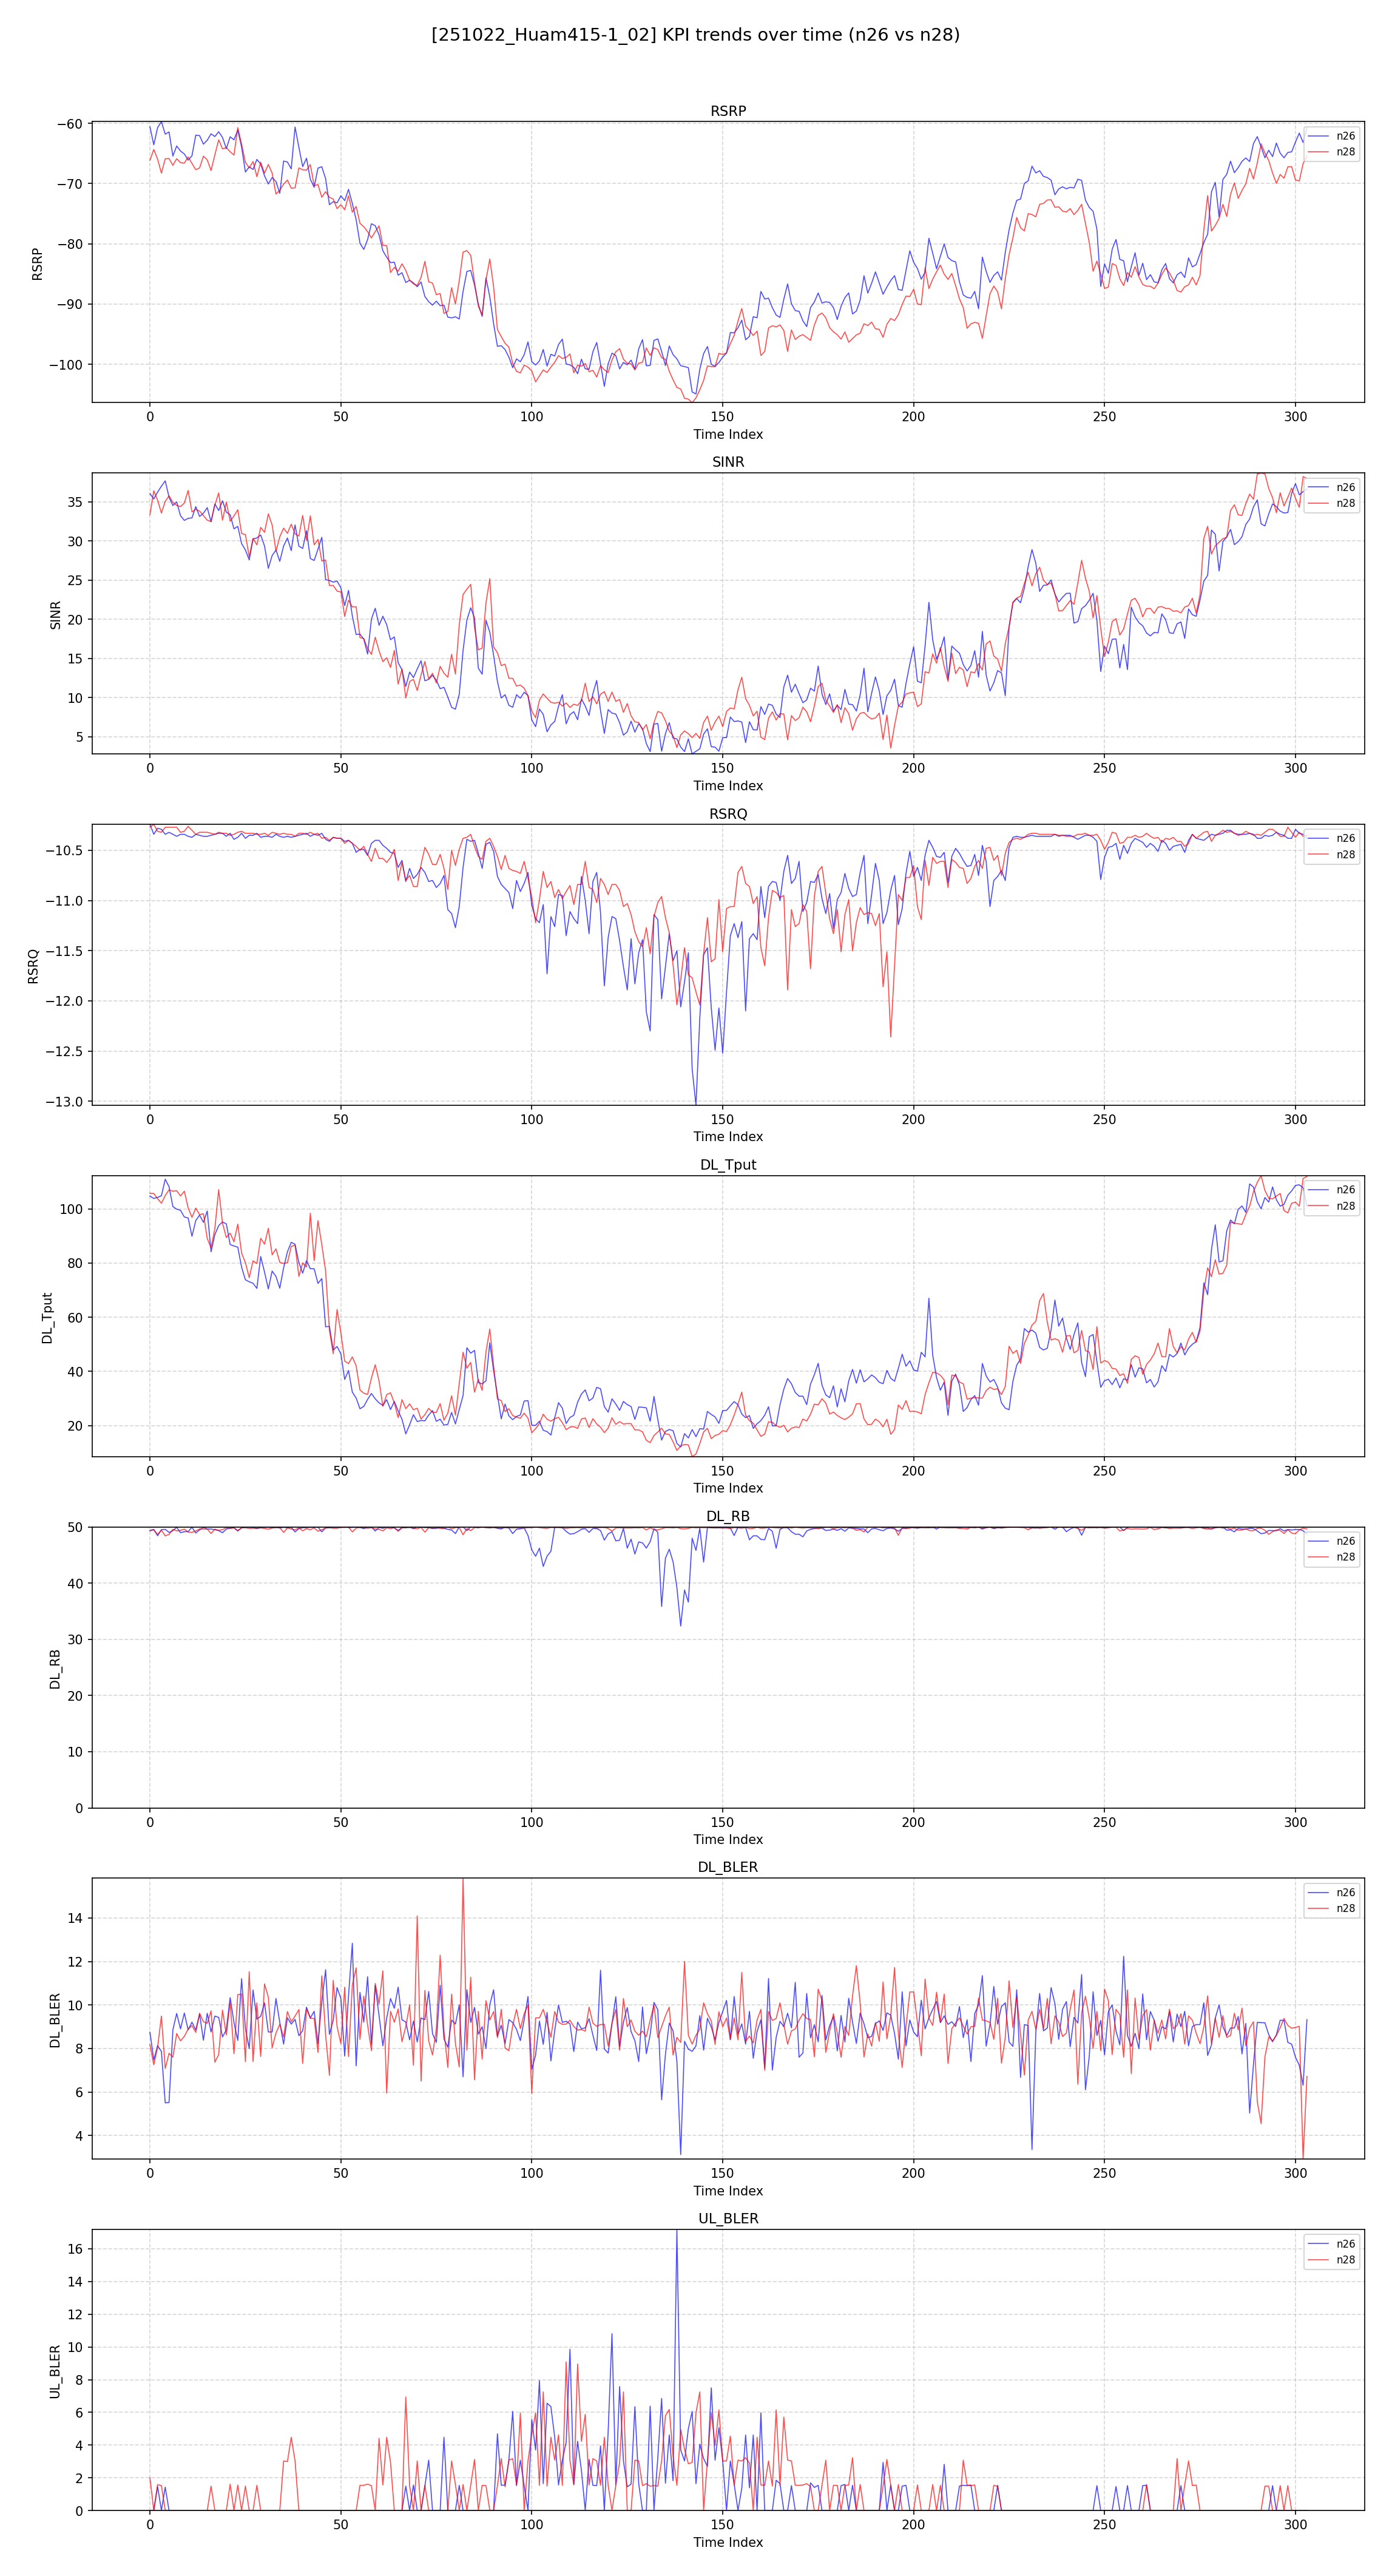 [251022_Huam415-1_02] KPI trends over time (n26 vs n28)
RSRP
n26
n28
−60
−70
−80
−90
−100
RSRP
0 50 100 150 200 250 300
Time Index
SINR
n26
n28
35
30
25
20
15
10
5
SINR
0 50 100 150 200 250 300
Time Index
RSRQ
n26
n28
−10.5
−11.0
−11.5
−12.0
−12.5
−13.0
RSRQ
0 50 100 150 200 250 300
Time Index
DL_Tput
n26
n28
100
80
60
40
20
DL_Tput
0 50 100 150 200 250 300
Time Index
DL_RB
n26
n28
50
40
30
20
10
0
DL_RB
0 50 100 150 200 250 300
Time Index
DL_BLER
n26
n28
14
12
10
8
6
4
DL_BLER
0 50 100 150 200 250 300
Time Index
UL_BLER
n26
n28
16
14
12
10
8
6
4
2
0
UL_BLER
0 50 100 150 200 250 300
Time Index